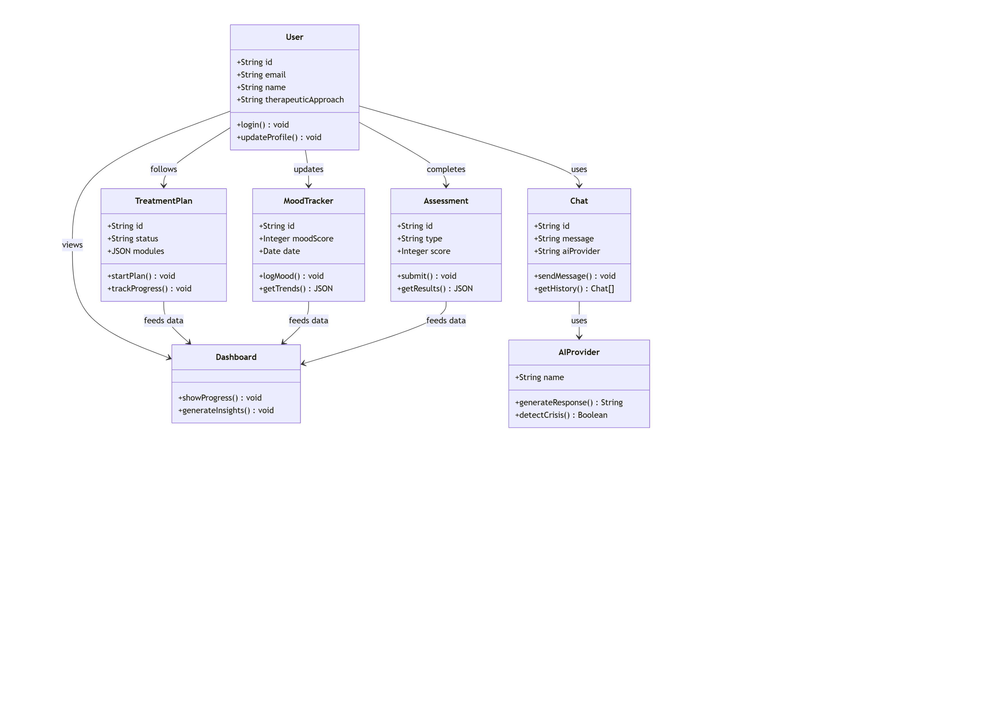 User
+String id
+String email
+String name
+String therapeuticApproach
+login() : void
+updateProfile() : void
follows
updates
completes
uses
views
TreatmentPlan
+String id
+String status
+JSON modules
+startPlan() : void
+trackProgress() : void
MoodTracker
+String id
+Integer moodScore
+Date date
+logMood() : void
+getTrends() : JSON
Assessment
+String id
+String type
+Integer score
+submit() : void
+getResults() : JSON
Chat
+String id
+String message
+String aiProvider
+sendMessage() : void
+getHistory() : Chat[]
feeds data
feeds data
feeds data
uses
Dashboard
+showProgress() : void
+generateInsights() : void
AIProvider
+String name
+generateResponse() : String
+detectCrisis() : Boolean